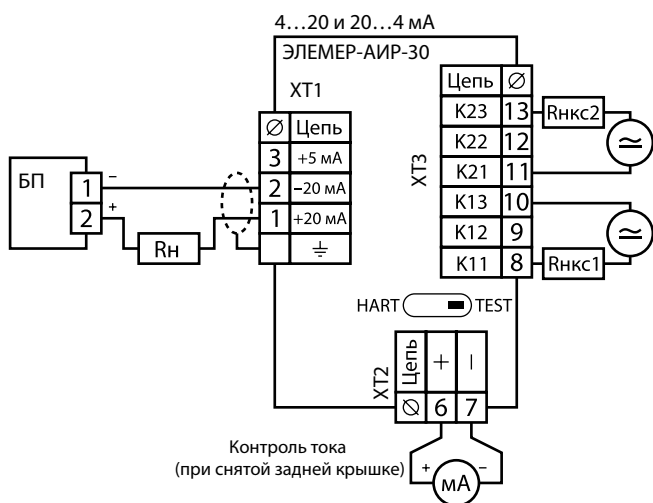 4...20 и 20...4 мА
ЭЛЕМЕР-АИР-30
XT1
∅ Цепь
3 +5 мА
2 –20 мА
1 +20 мА
БП
1 –
2 +
Rн
XT3
Цепь ∅
K23 13 Rнкс2
K22 12
K21 11
K13 10
K12 9
K11 8 Rнкс1
HART TEST
XT2
Цепь + –
∅ 6 7
Контроль тока
(при снятой задней крышке)
+ мА –